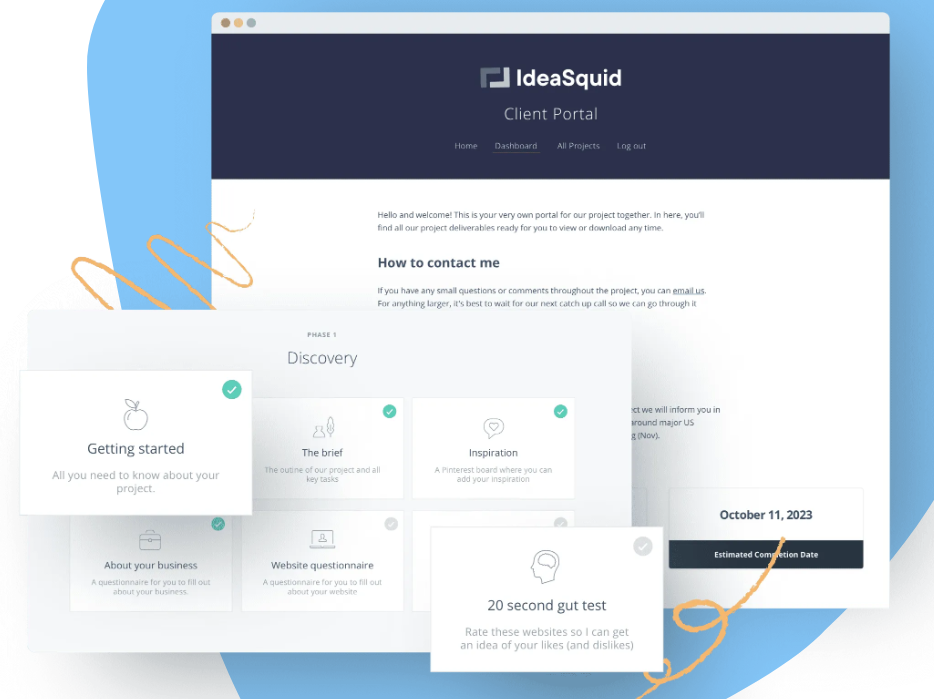 IdeaSquid
Client Portal
Home Dashboard All Projects Log out
Hello and welcome! This is your very own portal for our project together. In here, you'll
find all our project deliverables ready for you to view or download any time.
How to contact me
If you have any small questions or comments throughout the project, you can email us.
For anything larger, it's best to wait for our next catch up call so we can go through it
ect we will inform you in
around major US
g (Nov).
October 11, 2023
Estimated Completion Date
PHASE 1
Discovery
Getting started
All you need to know about your
project.
The brief
The outine of our project and all
key tasks
Inspiration
A Pinterest board where you can
add your inspiration
About your business
A questionnaire for you to fill out
about your business
Website questionnaire
A questionnaire for you to fill out
about your website
20 second gut test
Rate these websites so I can get
an idea of your likes (and dislikes)